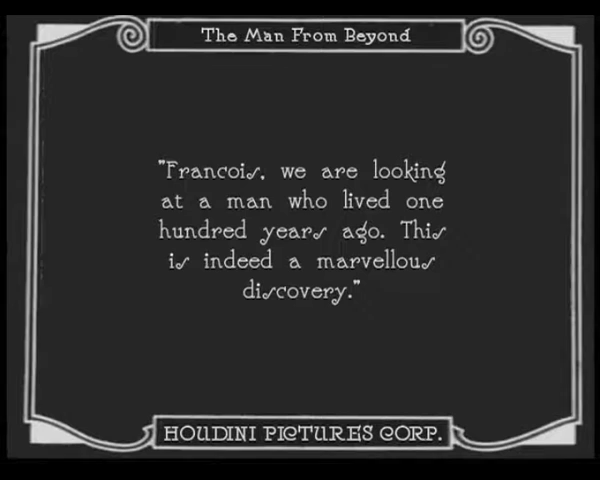 The Man From Beyond
"Francois, we are looking
at a man who lived one
hundred years ago. This
is indeed a marvellous
discovery."
HOUDINI PICTURES CORP.